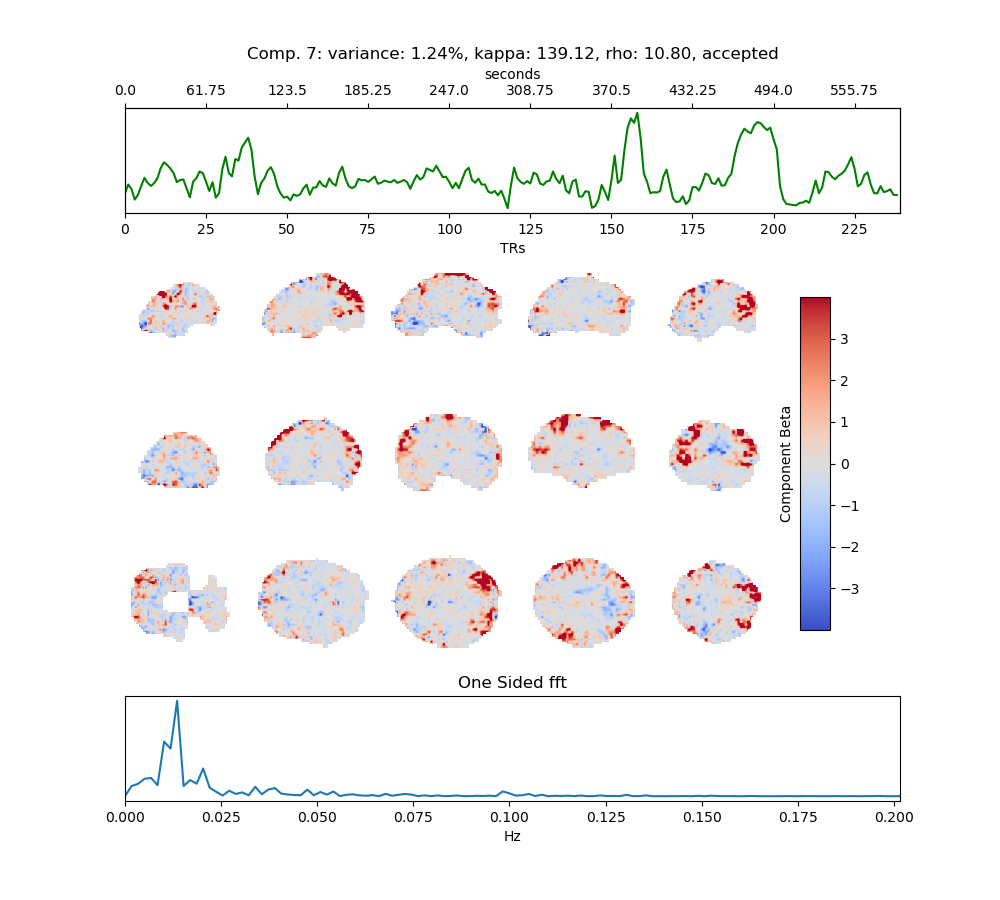 Comp. 7: variance: 1.24%, kappa: 139.12, rho: 10.80, accepted
seconds
0.0 61.75 123.5 185.25 247.0 308.75 370.5 432.25 494.0 555.75
0 25 50 75 100 125 150 175 200 225
TRs
3
2
1
0
−1
−2
−3
Component Beta
One Sided fft
0.000 0.025 0.050 0.075 0.100 0.125 0.150 0.175 0.200
Hz